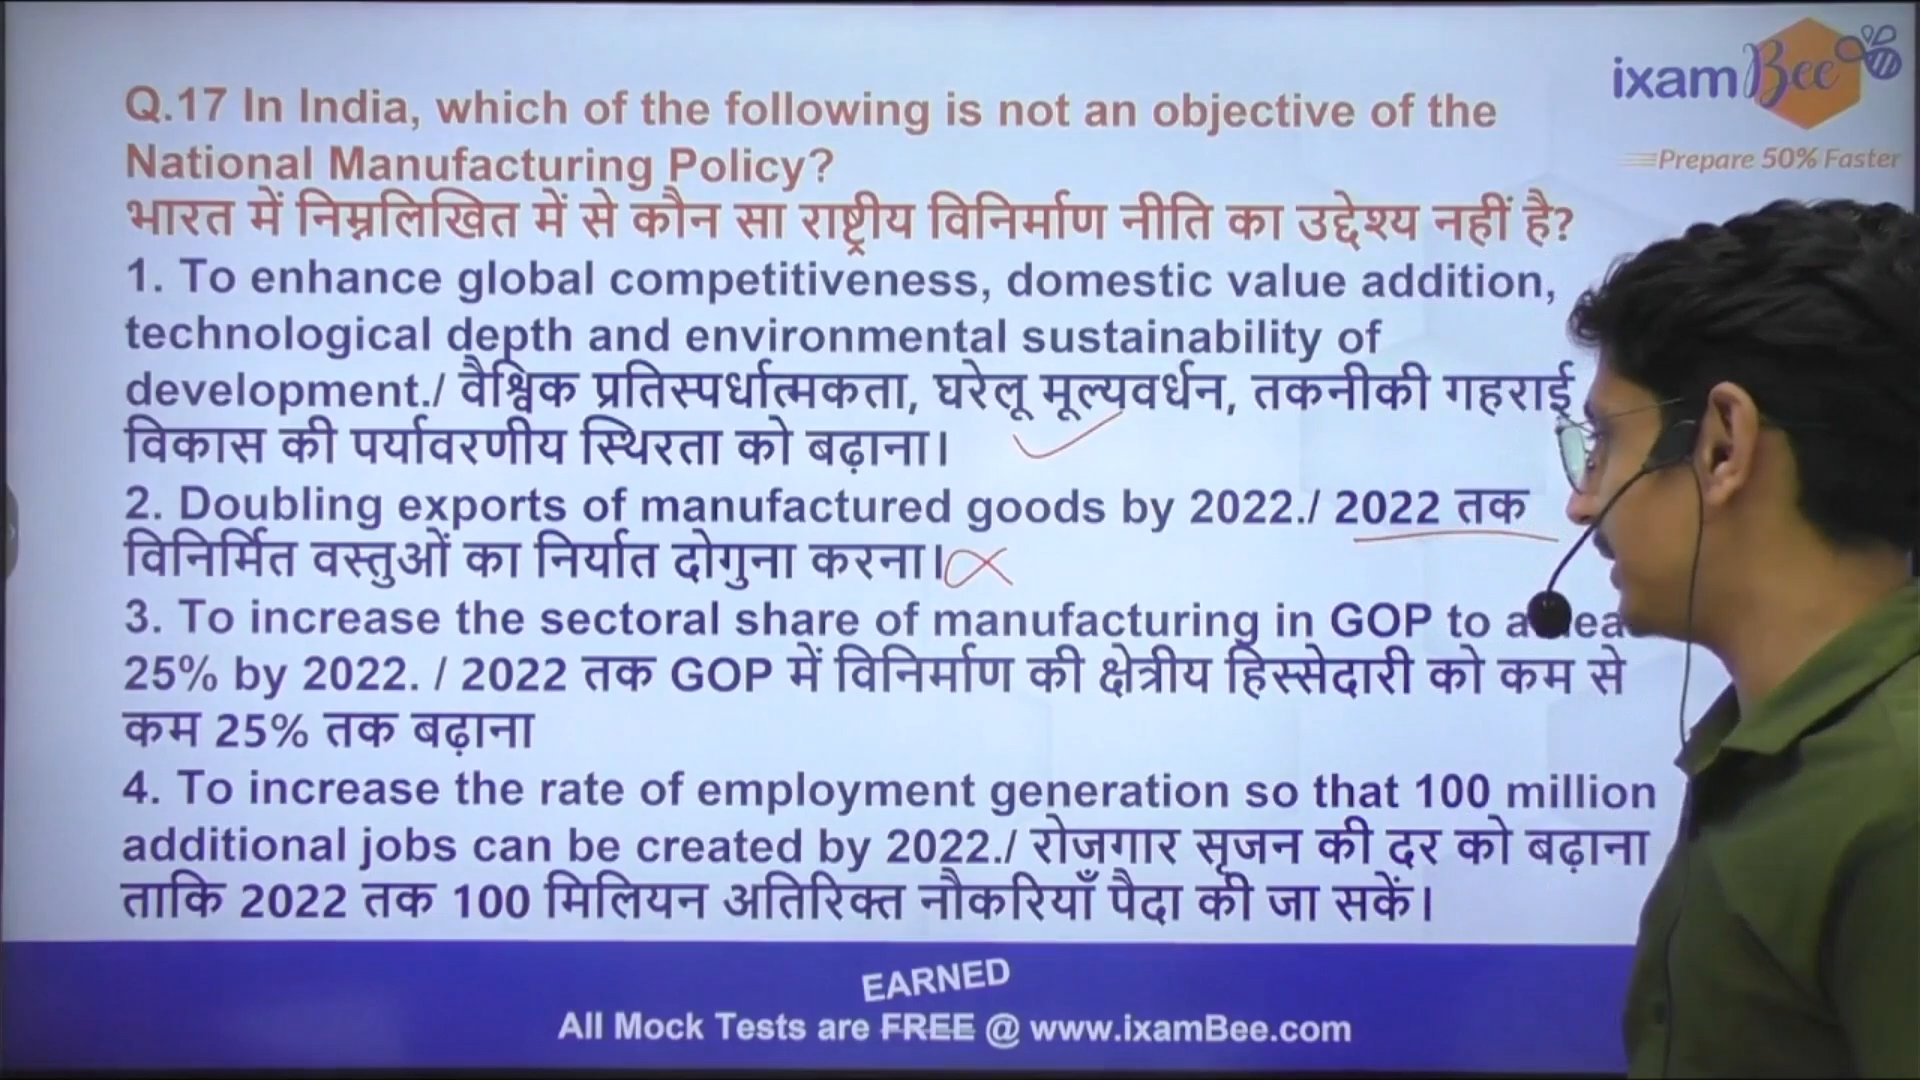 ixamBee
Prepare 50% Faster
Q.17 In India, which of the following is not an objective of the
National Manufacturing Policy?
भारत में निम्नलिखित में से कौन सा राष्ट्रीय विनिर्माण नीति का उद्देश्य नहीं है?
1. To enhance global competitiveness, domestic value addition,
technological depth and environmental sustainability of
development./ वैश्विक प्रतिस्पर्धात्मकता, घरेलू मूल्यवर्धन, तकनीकी गहराई
विकास की पर्यावरणीय स्थिरता को बढ़ाना।
2. Doubling exports of manufactured goods by 2022./ 2022 तक
विनिर्मित वस्तुओं का निर्यात दोगुना करना।
3. To increase the sectoral share of manufacturing in GOP to
25% by 2022. / 2022 तक GOP में विनिर्माण की क्षेत्रीय हिस्सेदारी को कम से
कम 25% तक बढ़ाना
4. To increase the rate of employment generation so that 100 million
additional jobs can be created by 2022./ रोजगार सृजन की दर को बढ़ाना
ताकि 2022 तक 100 मिलियन अतिरिक्त नौकरियाँ पैदा की जा सकें।
EARNED
All Mock Tests are FREE @ www.ixamBee.com